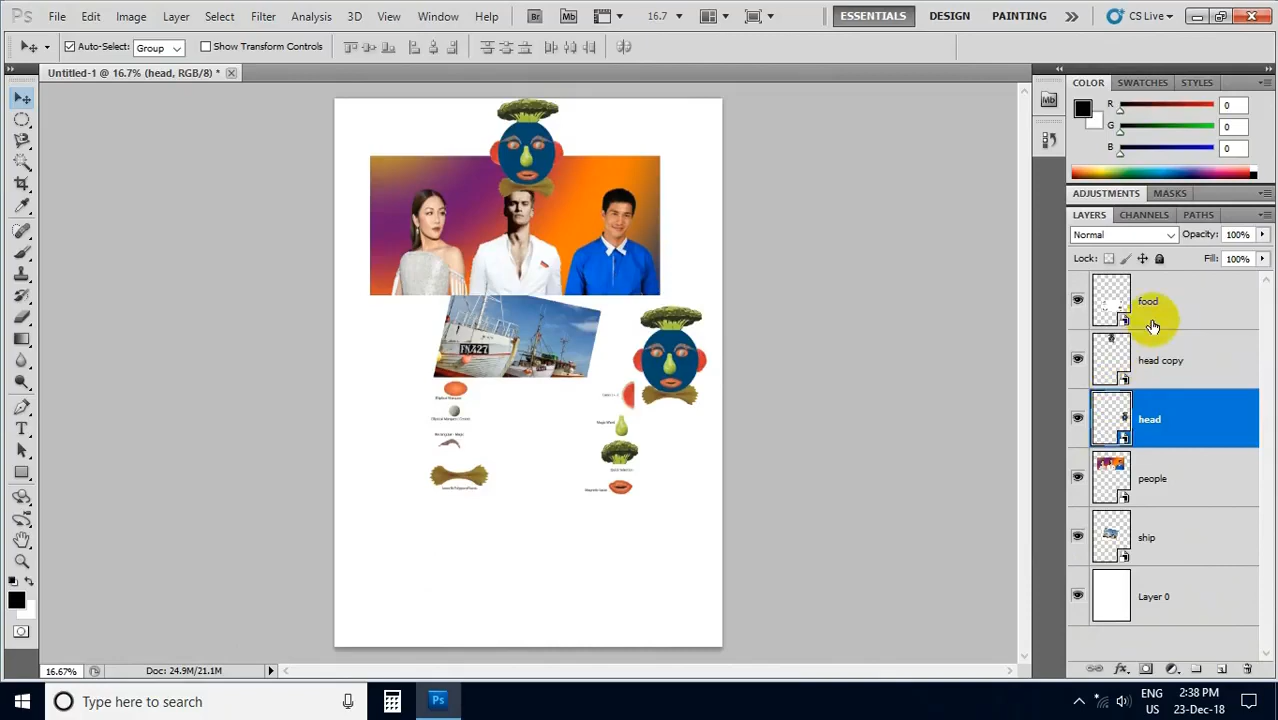 Ps File Edit Image Layer Select Filter Analysis 3D View Window Help Br Mb 16.7 ESSENTIALS DESIGN PAINTING CS Live
Auto-Select: Group Show Transform Controls
Untitled-1 @ 16.7% (head, RGB/8) *
COLOR SWATCHES STYLES
Mb
R 0
G 0
B 0
ADJUSTMENTS MASKS
LAYERS CHANNELS PATHS
Normal Opacity: 100%
Lock: Fill: 100%
food
head copy
head
people
ship
Layer 0
FN427
16.67% Doc: 24.9M/21.1M
Type here to search
Ps
ENG
US
2:38 PM
23-Dec-18